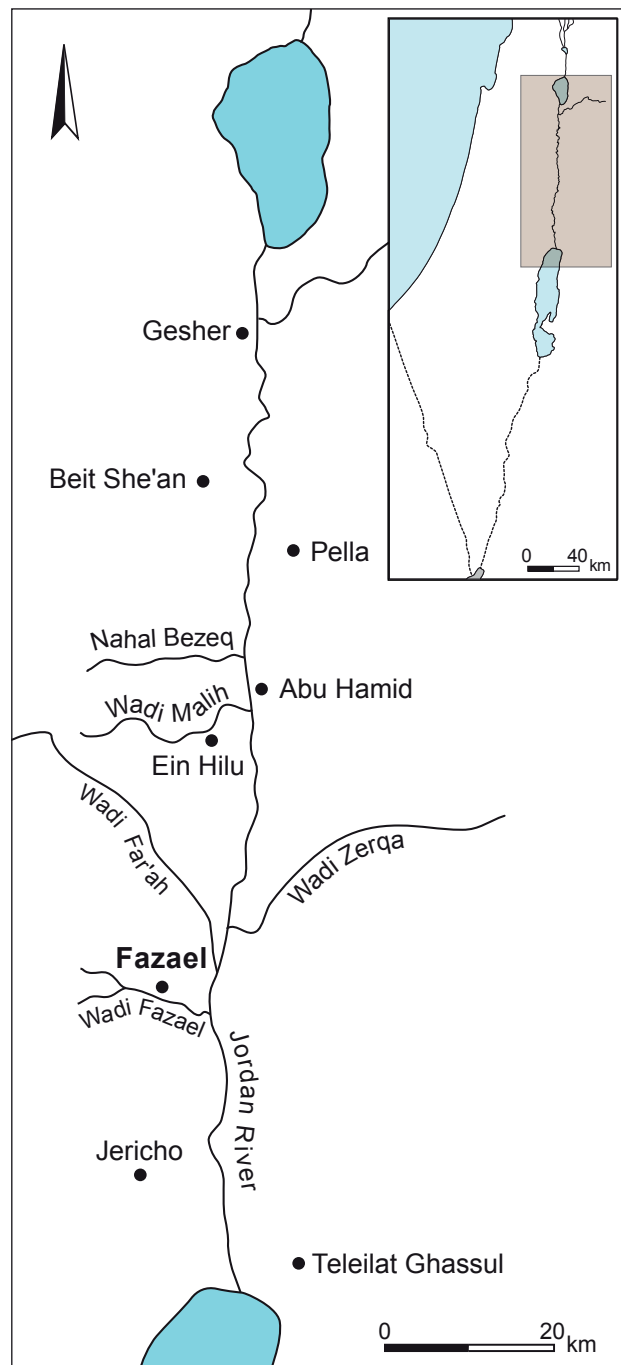 Gesher
Beit She'an
Pella
0 40
km
Nahal Bezeq
Abu Hamid
Wadi Malih
Ein Hilu
Wadi Far'ah
Wadi Zerqa
Fazael
Wadi Fazael
Jordan River
Jericho
Teleilat Ghassul
0 20
km